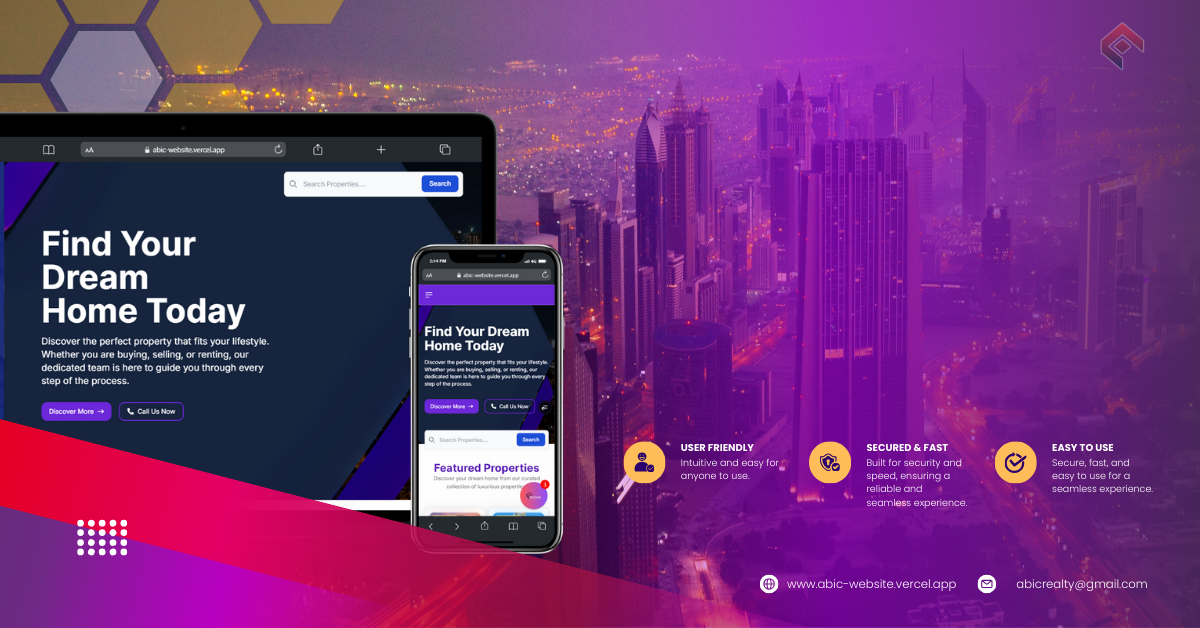 AA
abic-website.vercel.app
Search Properties...
Search
Find Your
Dream
Home Today
Discover the perfect property that fits your lifestyle.
Whether you are buying, selling, or renting, our
dedicated team is here to guide you through every
step of the process.
Discover More →
Call Us Now
2:14 PM
4G
AA
abic-website.vercel.app
Find Your Dream
Home Today
Discover the perfect property that fits your lifestyle.
Whether you are buying, selling, or renting, our
dedicated team is here to guide you through every
step of the process.
Discover More →
Call Us Now
Search Properties...
Search
Featured Properties
Discover your dream home from our curated
collection of luxurious
USER FRIENDLY
Intuitive and easy for
anyone to use.
SECURED & FAST
Built for security and
speed, ensuring a
reliable and
seamless experience.
EASY TO USE
Secure, fast, and
easy to use for a
seamless experience.
www.abic-website.vercel.app
abicrealty@gmail.com